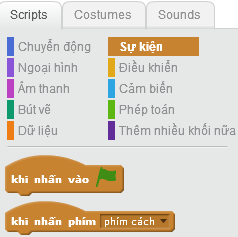 Scripts Costumes Sounds
Chuyển động Sự kiện
Ngoại hình Điều khiển
Âm thanh Cảm biến
Bút vẽ Phép toán
Dữ liệu Thêm nhiều khối nữa
khi nhấn vào
khi nhấn phím phím cách